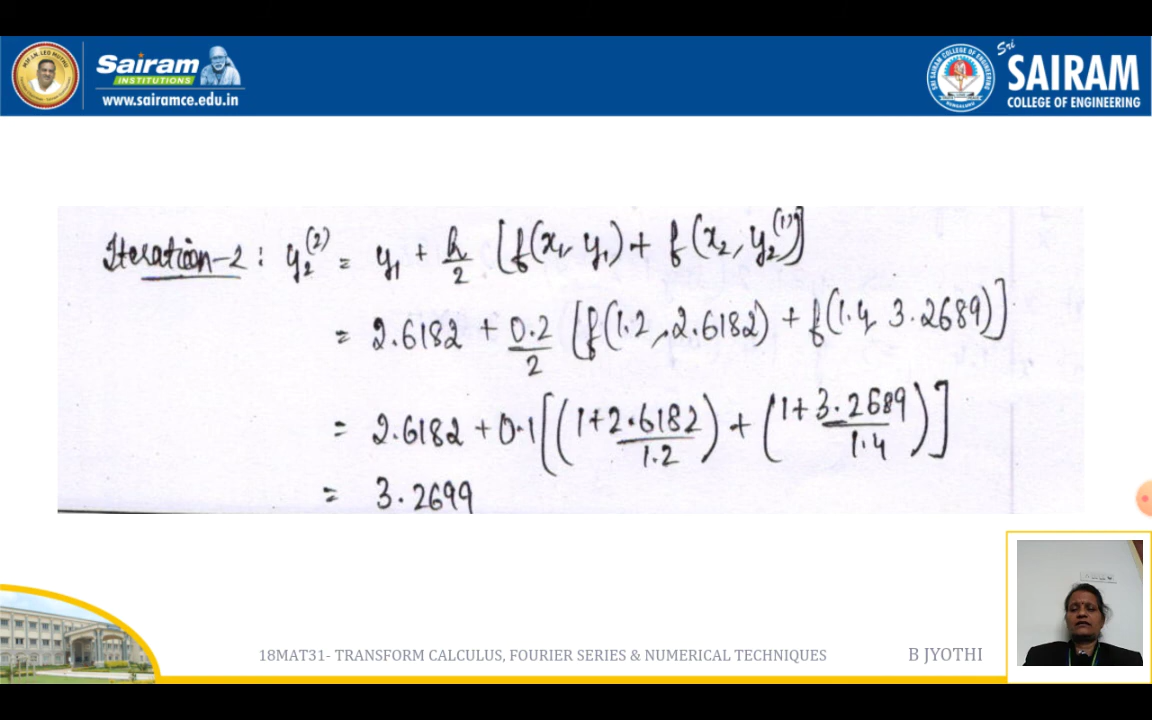 Sairam
INSTITUTIONS
www.sairamce.edu.in
Sri
SAIRAM
COLLEGE OF ENGINEERING
Iteration-2 : y₂⁽²⁾ = y₁ + h/2 [f(x₁, y₁) + f(x₂, y₂⁽¹⁾)]
= 2.6182 + 0.2/2 [f(1.2, 2.6182) + f(1.4, 3.2689)]
= 2.6182 + 0.1[(1+2.6182/1.2) + (1+3.2689/1.4)]
= 3.2699
18MAT31- TRANSFORM CALCULUS, FOURIER SERIES & NUMERICAL TECHNIQUES
B JYOTHI